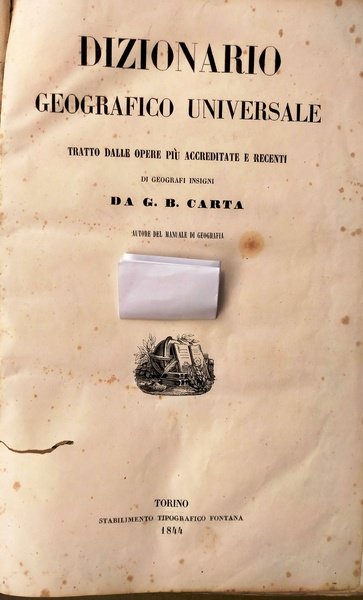 DIZIONARIO
GEOGRAFICO UNIVERSALE
TRATTO DALLE OPERE PIÙ ACCREDITATE E RECENTI
DI GEOGRAFI INSIGNI
DA G. B. CARTA
AUTORE DEL MANUALE DI GEOGRAFIA
TORINO
STABILIMENTO TIPOGRAFICO FONTANA
1844